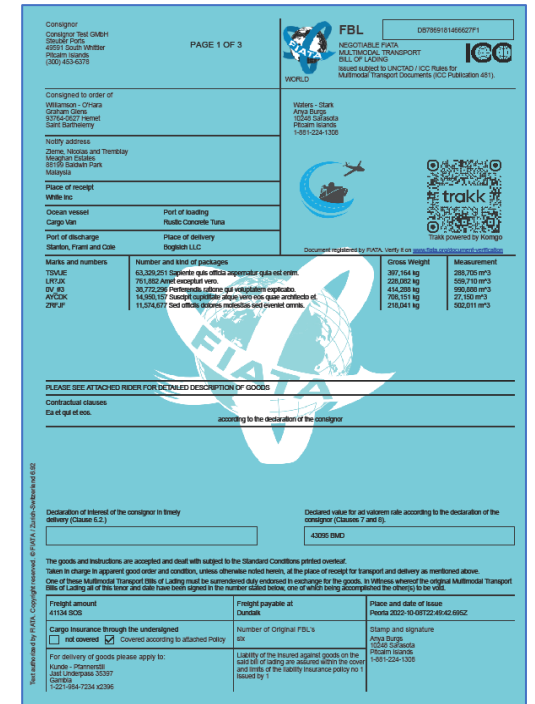 Consignor
Consignor Test GmbH
Steuber Ports
49591 South Whittier
Pitcairn Islands
(300) 453-6378
PAGE 1 OF 3
FIATA
WORLD
FBL
DB7869181466627F1
NEGOTIABLE FIATA
MULTIMODAL TRANSPORT
BILL OF LADING
ICC
Issued subject to UNCTAD / ICC Rules for
Multimodal Transport Documents (ICC Publication 481).
Consigned to order of
Williamson - O'Hara
Graham Glens
93764-0627 Hemet
Saint Barthelemy
Waters - Stark
Anya Burgs
10248 Sarasota
Pitcairn Islands
1-881-224-1308
Notify address
Zieme, Nicolas and Tremblay
Meaghan Estates
88199 Baldwin Park
Malaysia
Place of receipt
White Inc
Ocean vessel
Port of loading
Cargo Van
Rustic Concrete Tuna
Port of discharge
Place of delivery
Stanton, Frami and Cole
Bogisich LLC
trakk
Trakk powered by Komgo
Document registered by FIATA. Verify it on www.fiata.org/document-verification
Marks and numbers
Number and kind of packages
Gross Weight
Measurement
TSVUE
63,329,251 Sapiente quis officia aspernatur quia est enim.
397,164 kg
288,705 m^3
LR7JX
751,882 Amet excepturi vero.
228,082 kg
559,710 m^3
38,772,296 Perferendis ratione qui voluptatem explicabo.
414,288 kg
990,888 m^3
AYCDK
14,950,157 Suscipit cupiditate atque vero eos quae architecto et.
708,151 kg
27,150 m^3
ZRFJF
11,574,677 Sed officiis dolores molestias sed eveniet omnis.
218,041 kg
502,011 m^3
FIATA
PLEASE SEE ATTACHED RIDER FOR DETAILED DESCRIPTION OF GOODS
Contractual clauses
Ea et qui et eos.
according to the declaration of the consignor
Declaration of interest of the consignor in timely
delivery (Clause 6.2.)
Declared value for ad valorem rate according to the declaration of the
consignor (Clauses 7 and 8).
43095 BMD
The goods and instructions are accepted and dealt with subject to the Standard Conditions printed overleaf.
Taken in charge in apparent good order and condition, unless otherwise noted herein, at the place of receipt for transport and delivery as mentioned above.
One of these Multimodal Transport Bills of Lading must be surrendered duly endorsed in exchange for the goods. In Witness whereof the original Multimodal Transport
Bills of Lading all of this tenor and date have been signed in the number stated below, one of which being accomplished the other(s) to be void.
Freight amount
41134 SOS
Freight payable at
Dundalk
Place and date of issue
Peoria 2022-10-08T22:49:42.695Z
Cargo Insurance through the undersigned
not covered
Covered according to attached Policy
Number of Original FBL's
six
Stamp and signature
Anya Burgs
10248 Sarasota
Pitcairn Islands
1-881-224-1308
For delivery of goods please apply to:
Kunde - Pfannerstill
Jast Underpass 35397
Gambia
1-221-984-7234 x2396
Liability of the insured against goods on the
said bill of lading are assured within the cover
and limits of the liability insurance policy no 1
issued by 1
Text authorized by FIATA. Copyright reserved. © FIATA / Zurich-Switzerland 6.92